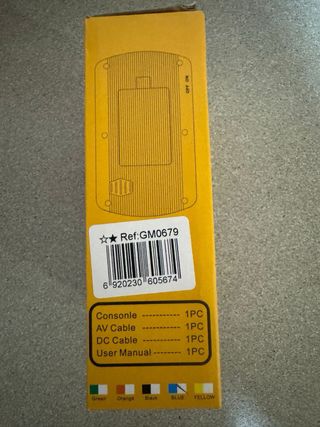 OFF ON
☆★ Ref:GM0679
6 920230 605674
Consonle ---------- 1PC
AV Cable ---------- 1PC
DC Cable ---------- 1PC
User Manual ------- 1PC
Green Orange Black BLUE YELLOW